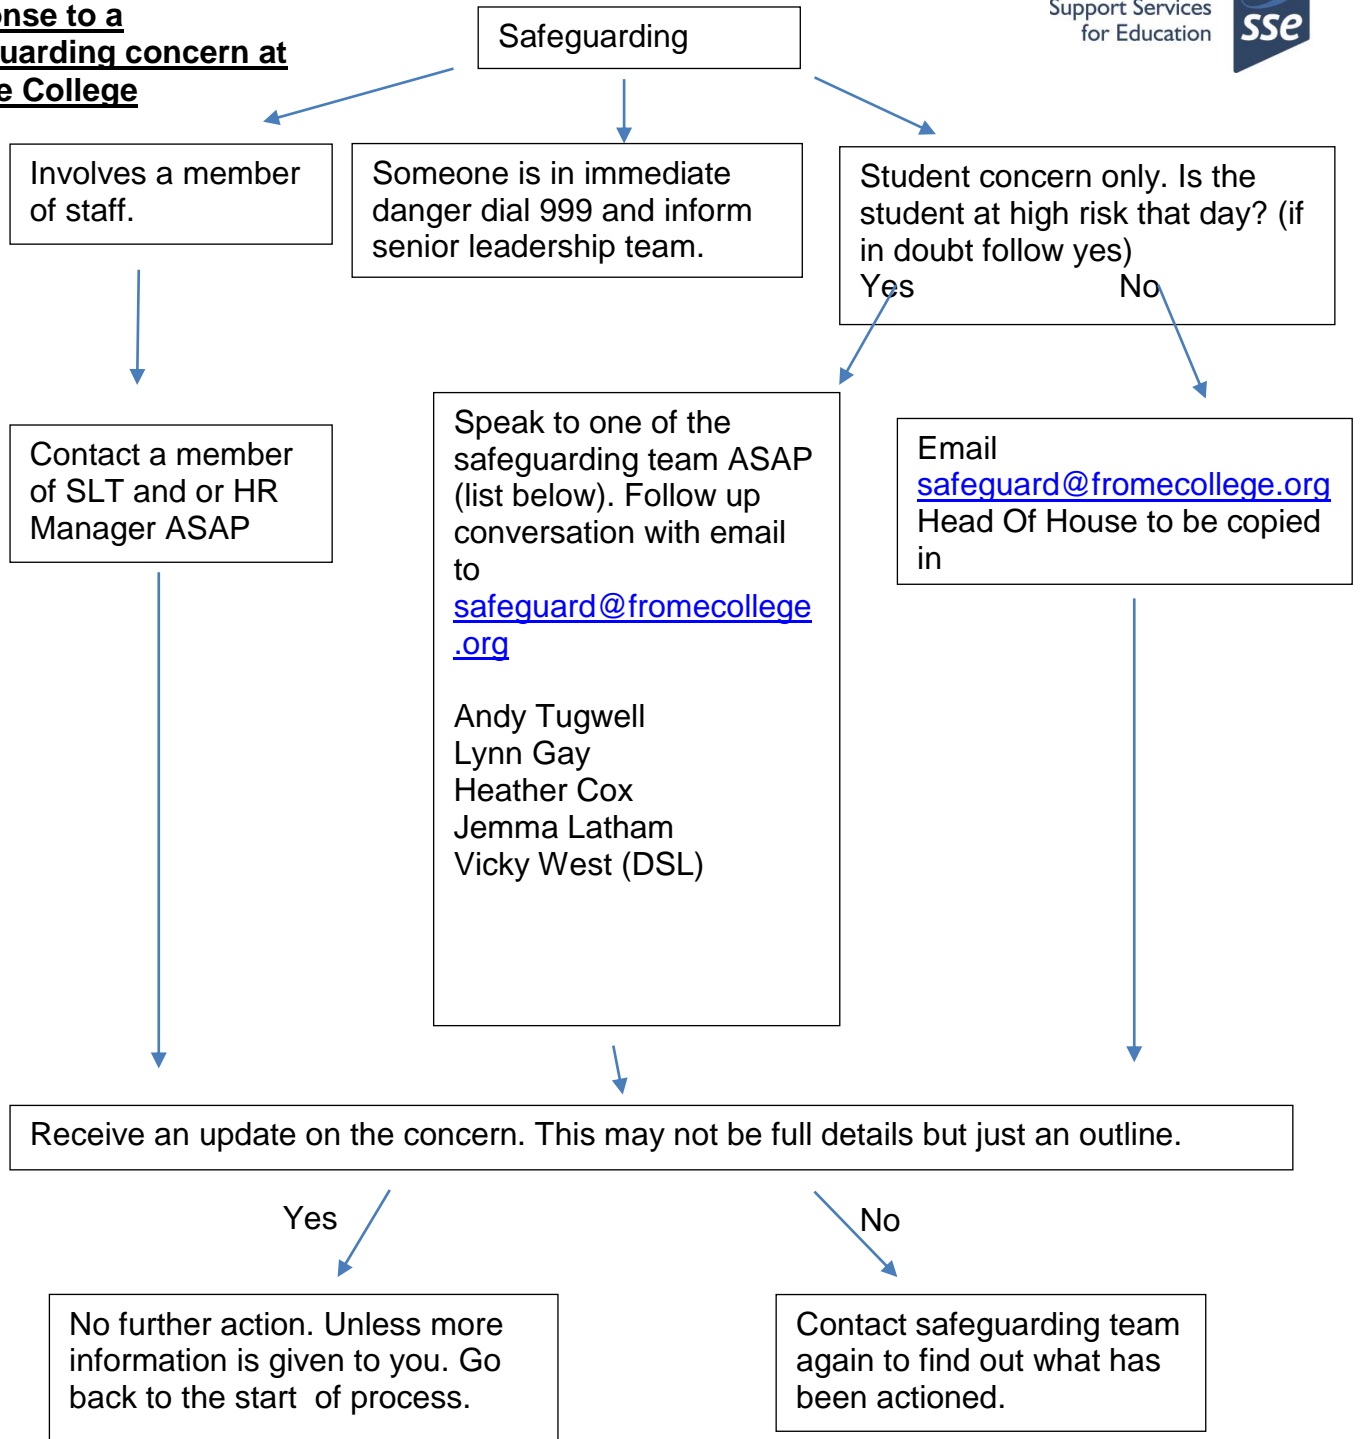 onse to a
uarding concern at
e College
Safeguarding
Support Services
for Education
sse
Involves a member
of staff.
Someone is in immediate
danger dial 999 and inform
senior leadership team.
Student concern only. Is the
student at high risk that day? (if
in doubt follow yes)
Yes No
Contact a member
of SLT and or HR
Manager ASAP
Speak to one of the
safeguarding team ASAP
(list below). Follow up
conversation with email
to
safeguard@fromecollege
.org
Andy Tugwell
Lynn Gay
Heather Cox
Jemma Latham
Vicky West (DSL)
Email
safeguard@fromecollege.org
Head Of House to be copied
in
Receive an update on the concern. This may not be full details but just an outline.
Yes
No
No further action. Unless more
information is given to you. Go
back to the start  of process.
Contact safeguarding team
again to find out what has
been actioned.